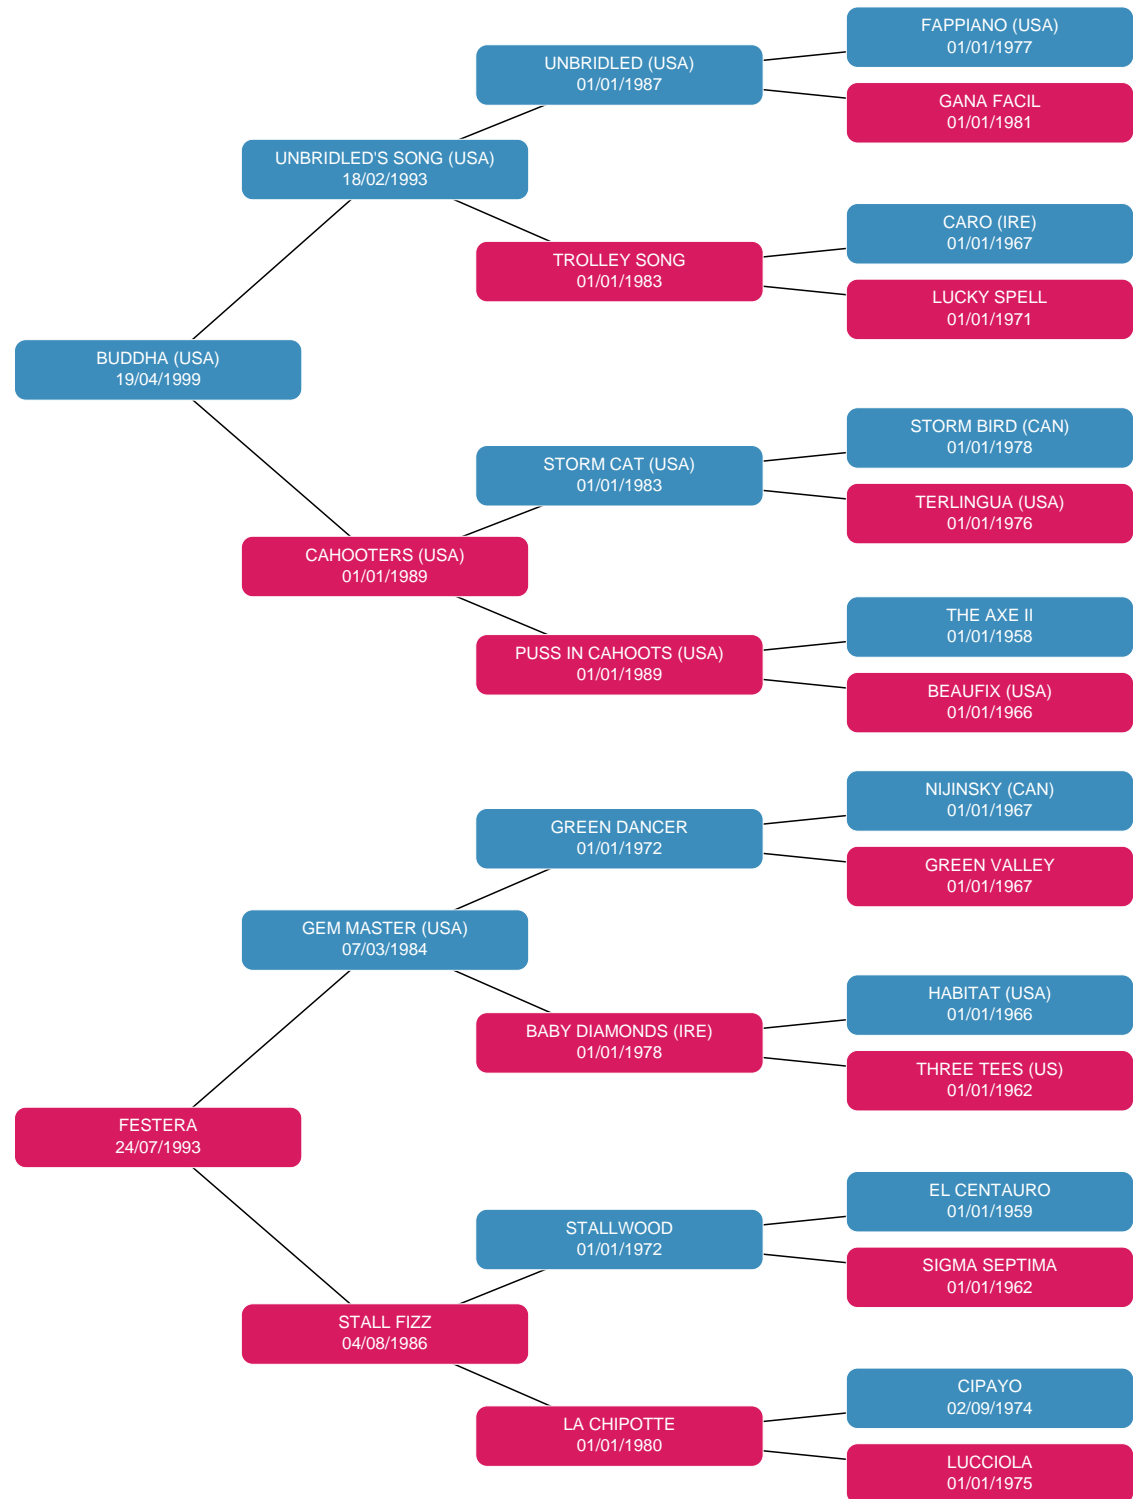 FAPPIANO (USA)
01/01/1977
UNBRIDLED (USA)
01/01/1987
GANA FACIL
01/01/1981
UNBRIDLED'S SONG (USA)
18/02/1993
CARO (IRE)
01/01/1967
TROLLEY SONG
01/01/1983
LUCKY SPELL
01/01/1971
BUDDHA (USA)
19/04/1999
STORM BIRD (CAN)
01/01/1978
STORM CAT (USA)
01/01/1983
TERLINGUA (USA)
01/01/1976
CAHOOTERS (USA)
01/01/1989
THE AXE II
01/01/1958
PUSS IN CAHOOTS (USA)
01/01/1989
BEAUFIX (USA)
01/01/1966
NIJINSKY (CAN)
01/01/1967
GREEN DANCER
01/01/1972
GREEN VALLEY
01/01/1967
GEM MASTER (USA)
07/03/1984
HABITAT (USA)
01/01/1966
BABY DIAMONDS (IRE)
01/01/1978
THREE TEES (US)
01/01/1962
FESTERA
24/07/1993
EL CENTAURO
01/01/1959
STALLWOOD
01/01/1972
SIGMA SEPTIMA
01/01/1962
STALL FIZZ
04/08/1986
CIPAYO
02/09/1974
LA CHIPOTTE
01/01/1980
LUCCIOLA
01/01/1975